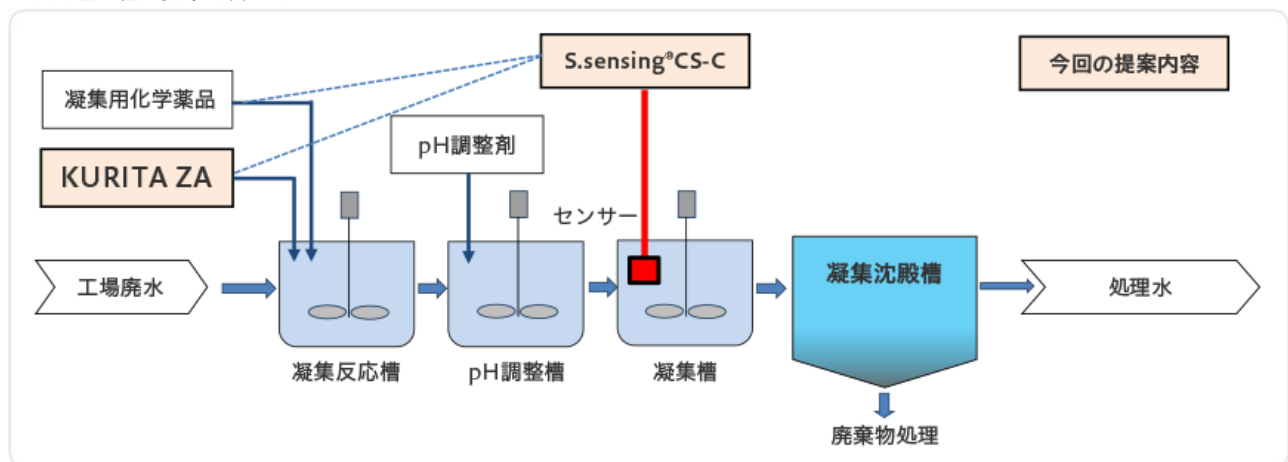 S.sensing®CS-C
今回の提案内容
凝集用化学薬品
pH調整剤
KURITA ZA
センサー
工場廃水
凝集沈殿槽
処理水
凝集反応槽
pH調整槽
凝集槽
廃棄物処理